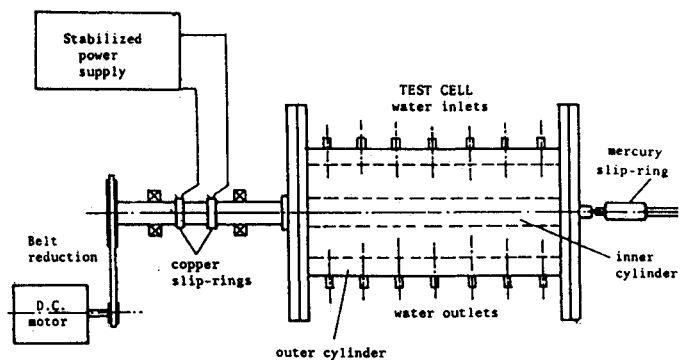 Stabilized
power
supply
TEST CELL
water inlets
mercury
slip-ring
Belt
reduction
copper
slip-rings
inner
cylinder
D.C.
motor
water outlets
outer cylinder